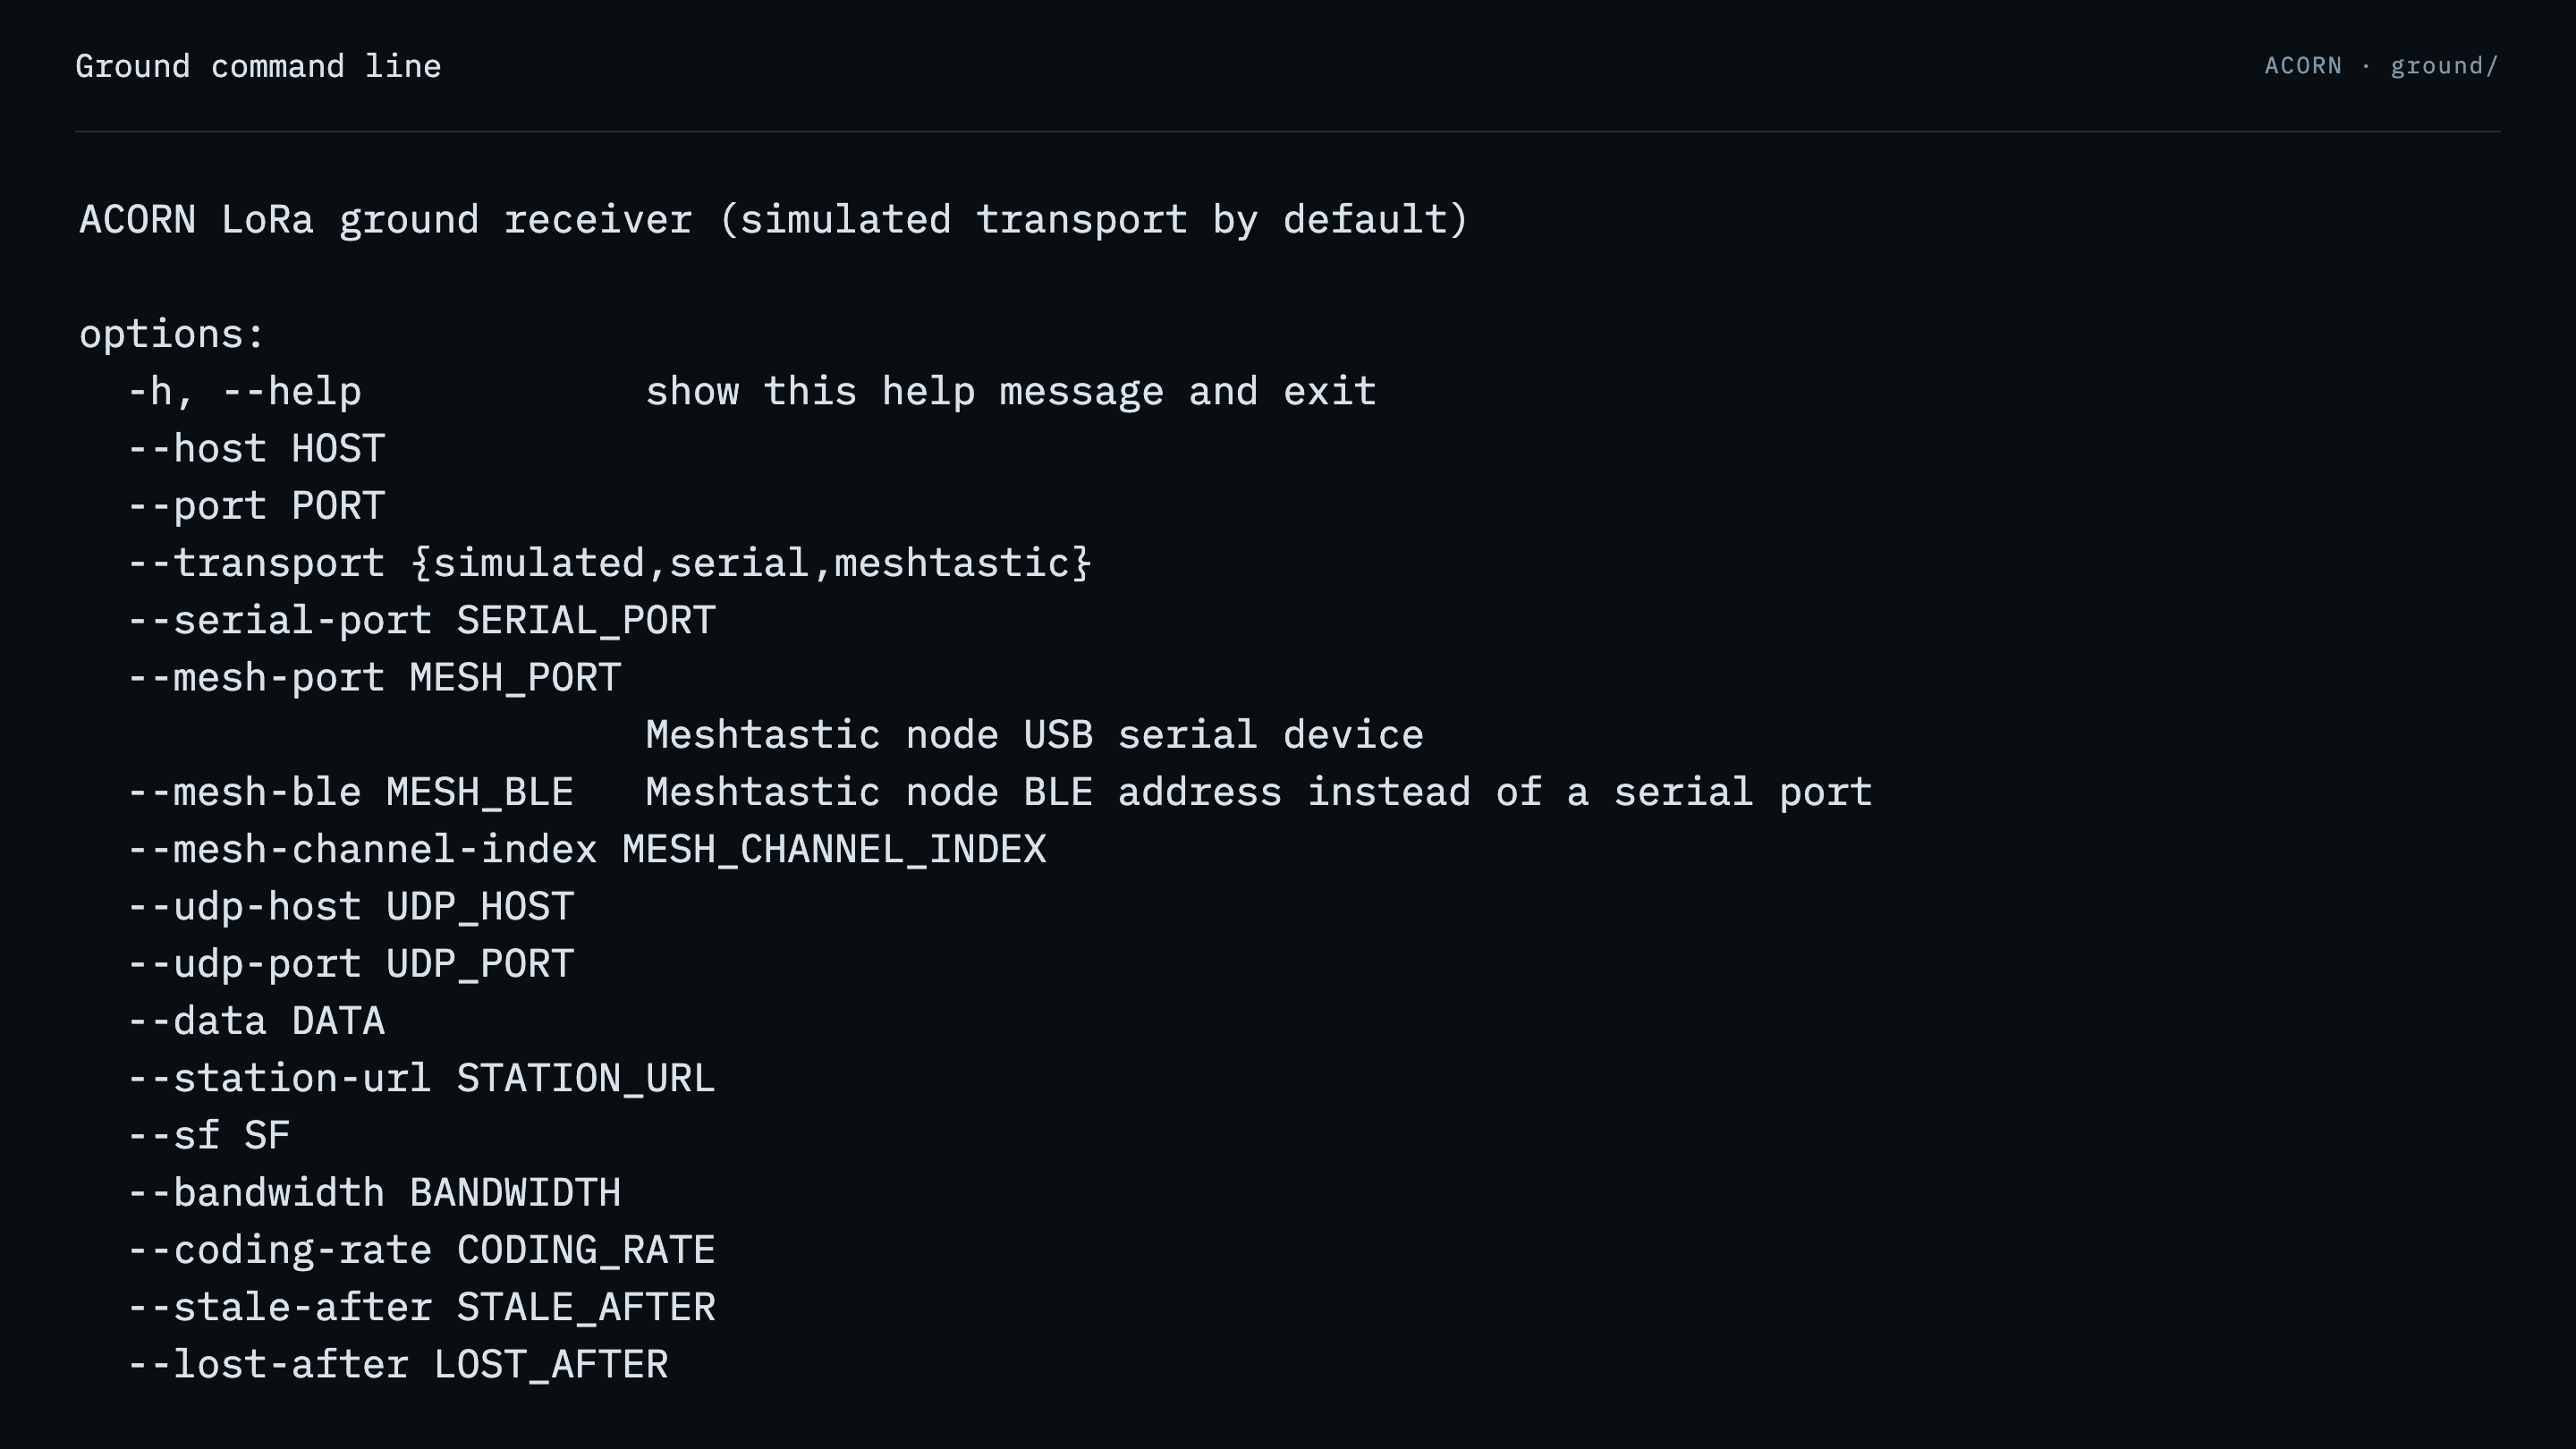 Ground command line
ACORN · ground/
ACORN LoRa ground receiver (simulated transport by default)
options:
-h, --help show this help message and exit
--host HOST
--port PORT
--transport {simulated,serial,meshtastic}
--serial-port SERIAL_PORT
--mesh-port MESH_PORT
Meshtastic node USB serial device
--mesh-ble MESH_BLE Meshtastic node BLE address instead of a serial port
--mesh-channel-index MESH_CHANNEL_INDEX
--udp-host UDP_HOST
--udp-port UDP_PORT
--data DATA
--station-url STATION_URL
--sf SF
--bandwidth BANDWIDTH
--coding-rate CODING_RATE
--stale-after STALE_AFTER
--lost-after LOST_AFTER